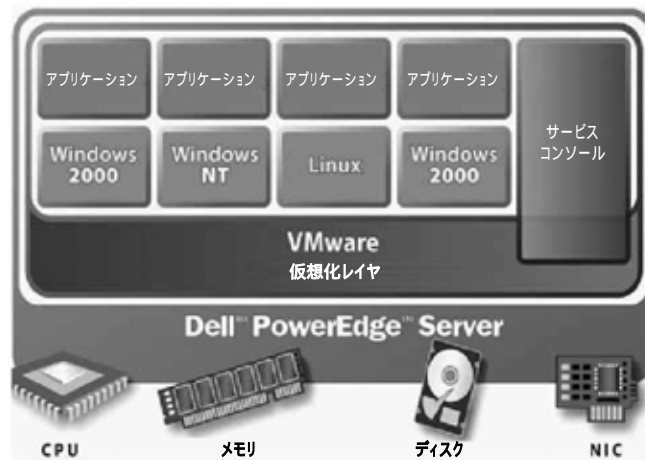 アプリケーション アプリケーション アプリケーション アプリケーション
サービス
コンソール
Windows
2000
Windows
NT
Linux
Windows
2000
VMware
仮想化レイヤ
Dell™ PowerEdge™ Server
CPU メモリ ディスク NIC